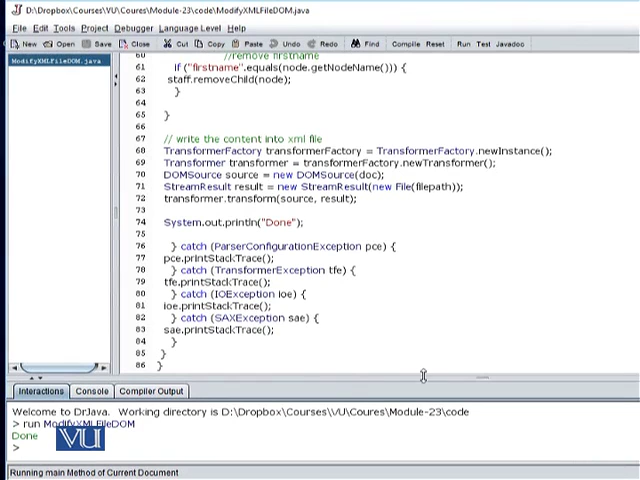 D:\Dropbox\Courses\VU\Coures\Module-23\code\ModifyXMLFileDOM.java
File Edit Tools Project Debugger Language Level Help
New Open Save Close Cut Copy Paste Undo Redo Find Compile Reset Run Test Javadoc
ModifyXMLFileDOM.java
60 //remove firstname
61 if ("firstname".equals(node.getNodeName())) {
62 staff.removeChild(node);
63 }
64
65 }
66
67 // write the content into xml file
68 TransformerFactory transformerFactory = TransformerFactory.newInstance();
69 Transformer transformer = transformerFactory.newTransformer();
70 DOMSource source = new DOMSource(doc);
71 StreamResult result = new StreamResult(new File(filepath));
72 transformer.transform(source, result);
73
74 System.out.println("Done");
75
76 } catch (ParserConfigurationException pce) {
77 pce.printStackTrace();
78 } catch (TransformerException tfe) {
79 tfe.printStackTrace();
80 } catch (IOException ioe) {
81 ioe.printStackTrace();
82 } catch (SAXException sae) {
83 sae.printStackTrace();
84 }
85 }
86 }
Interactions Console Compiler Output
Welcome to DrJava. Working directory is D:\Dropbox\Courses\VU\Coures\Module-23\code
> run ModifyXMLFileDOM
Done
>
VU
Running main Method of Current Document